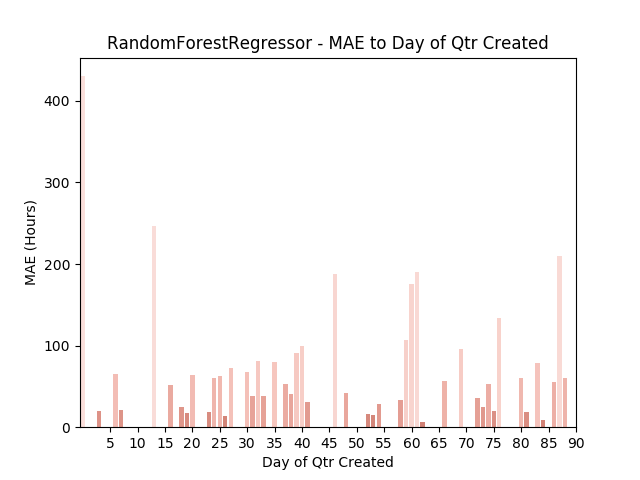 RandomForestRegressor - MAE to Day of Qtr Created
MAE (Hours)
400
300
200
100
0
5 10 15 20 25 30 35 40 45 50 55 60 65 70 75 80 85 90
Day of Qtr Created